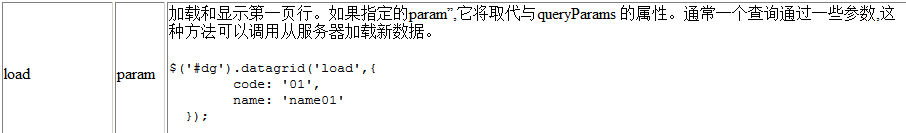 load
param
加载和显示第一页行。如果指定的param”,它将取代与queryParams 的属性。通常一个查询通过一些参数,这
种方法可以调用从服务器加载新数据。
$('#dg').datagrid('load',{
code: '01',
name: 'name01'
});